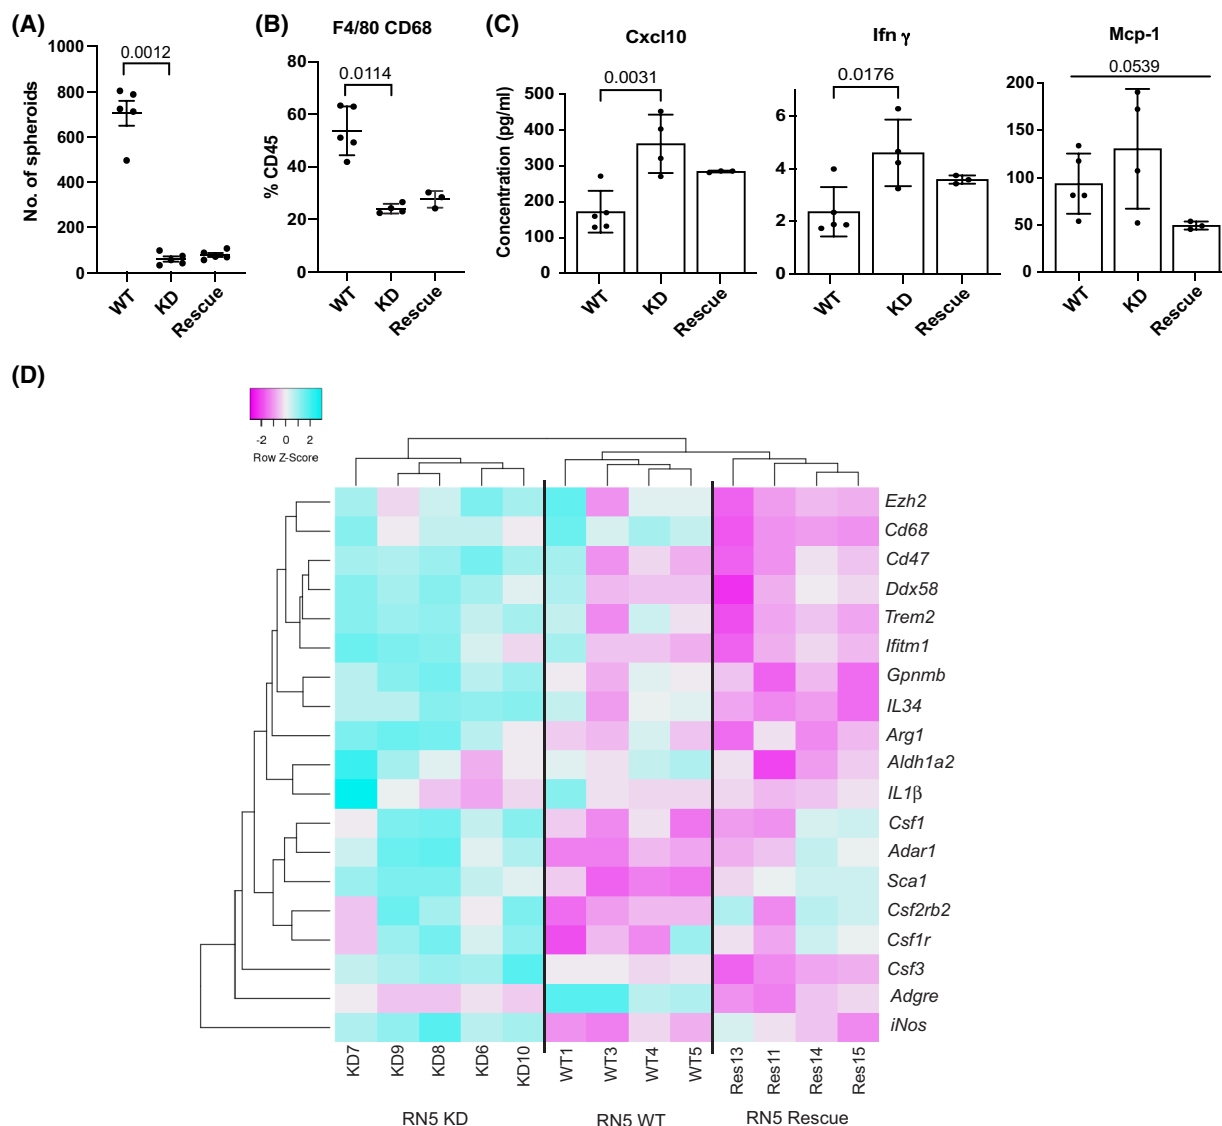 (A)
No. of spheroids
1000
800
600
400
200
0
0.0012
WT
KD
Rescue
(B)
F4/80 CD68
% CD45
80
60
40
20
0
0.0114
WT
KD
Rescue
(C)
Cxcl10
Concentration (pg/ml)
500
400
300
200
100
0
0.0031
WT
KD
Rescue
Ifn γ
6
4
2
0
0.0176
WT
KD
Rescue
Mcp-1
200
150
100
50
0
0.0539
WT
KD
Rescue
(D)
-2 0 2
Row Z-Score
Ezh2
Cd68
Cd47
Ddx58
Trem2
Ifitm1
Gpnmb
IL34
Arg1
Aldh1a2
IL1β
Csf1
Adar1
Sca1
Csf2rb2
Csf1r
Csf3
Adgre
iNos
KD7 KD9 KD8 KD6 KD10 WT1 WT3 WT4 WT5 Res13 Res11 Res14 Res15
RN5 KD RN5 WT RN5 Rescue